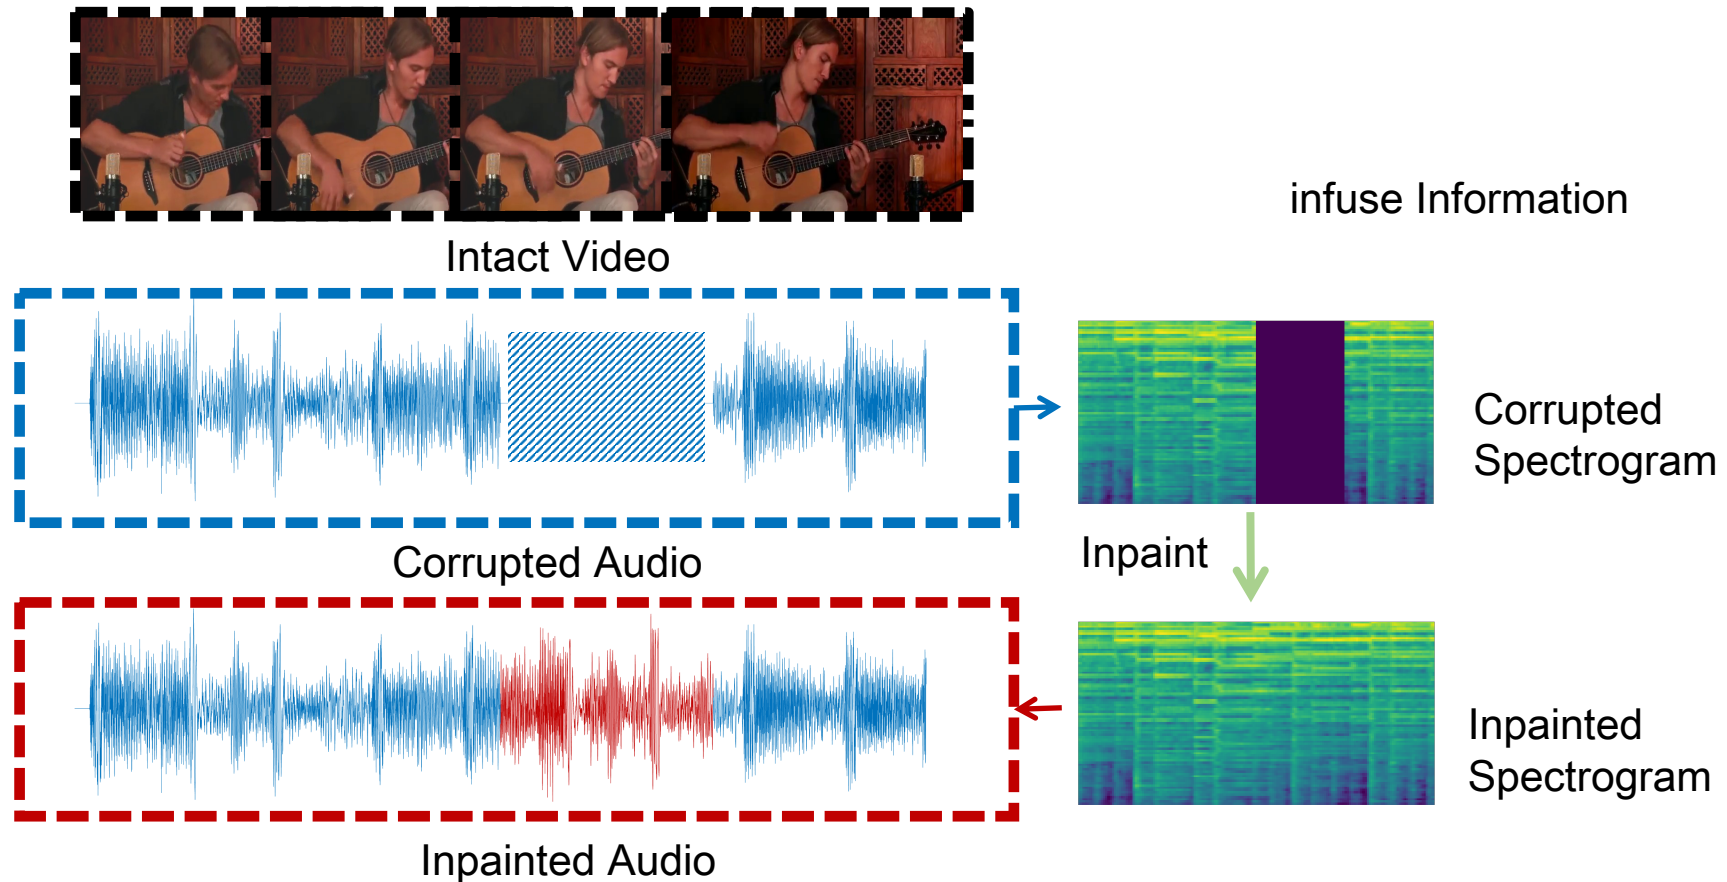 infuse Information
Intact Video
Corrupted
Spectrogram
Corrupted Audio
Inpaint
Inpainted
Spectrogram
Inpainted Audio